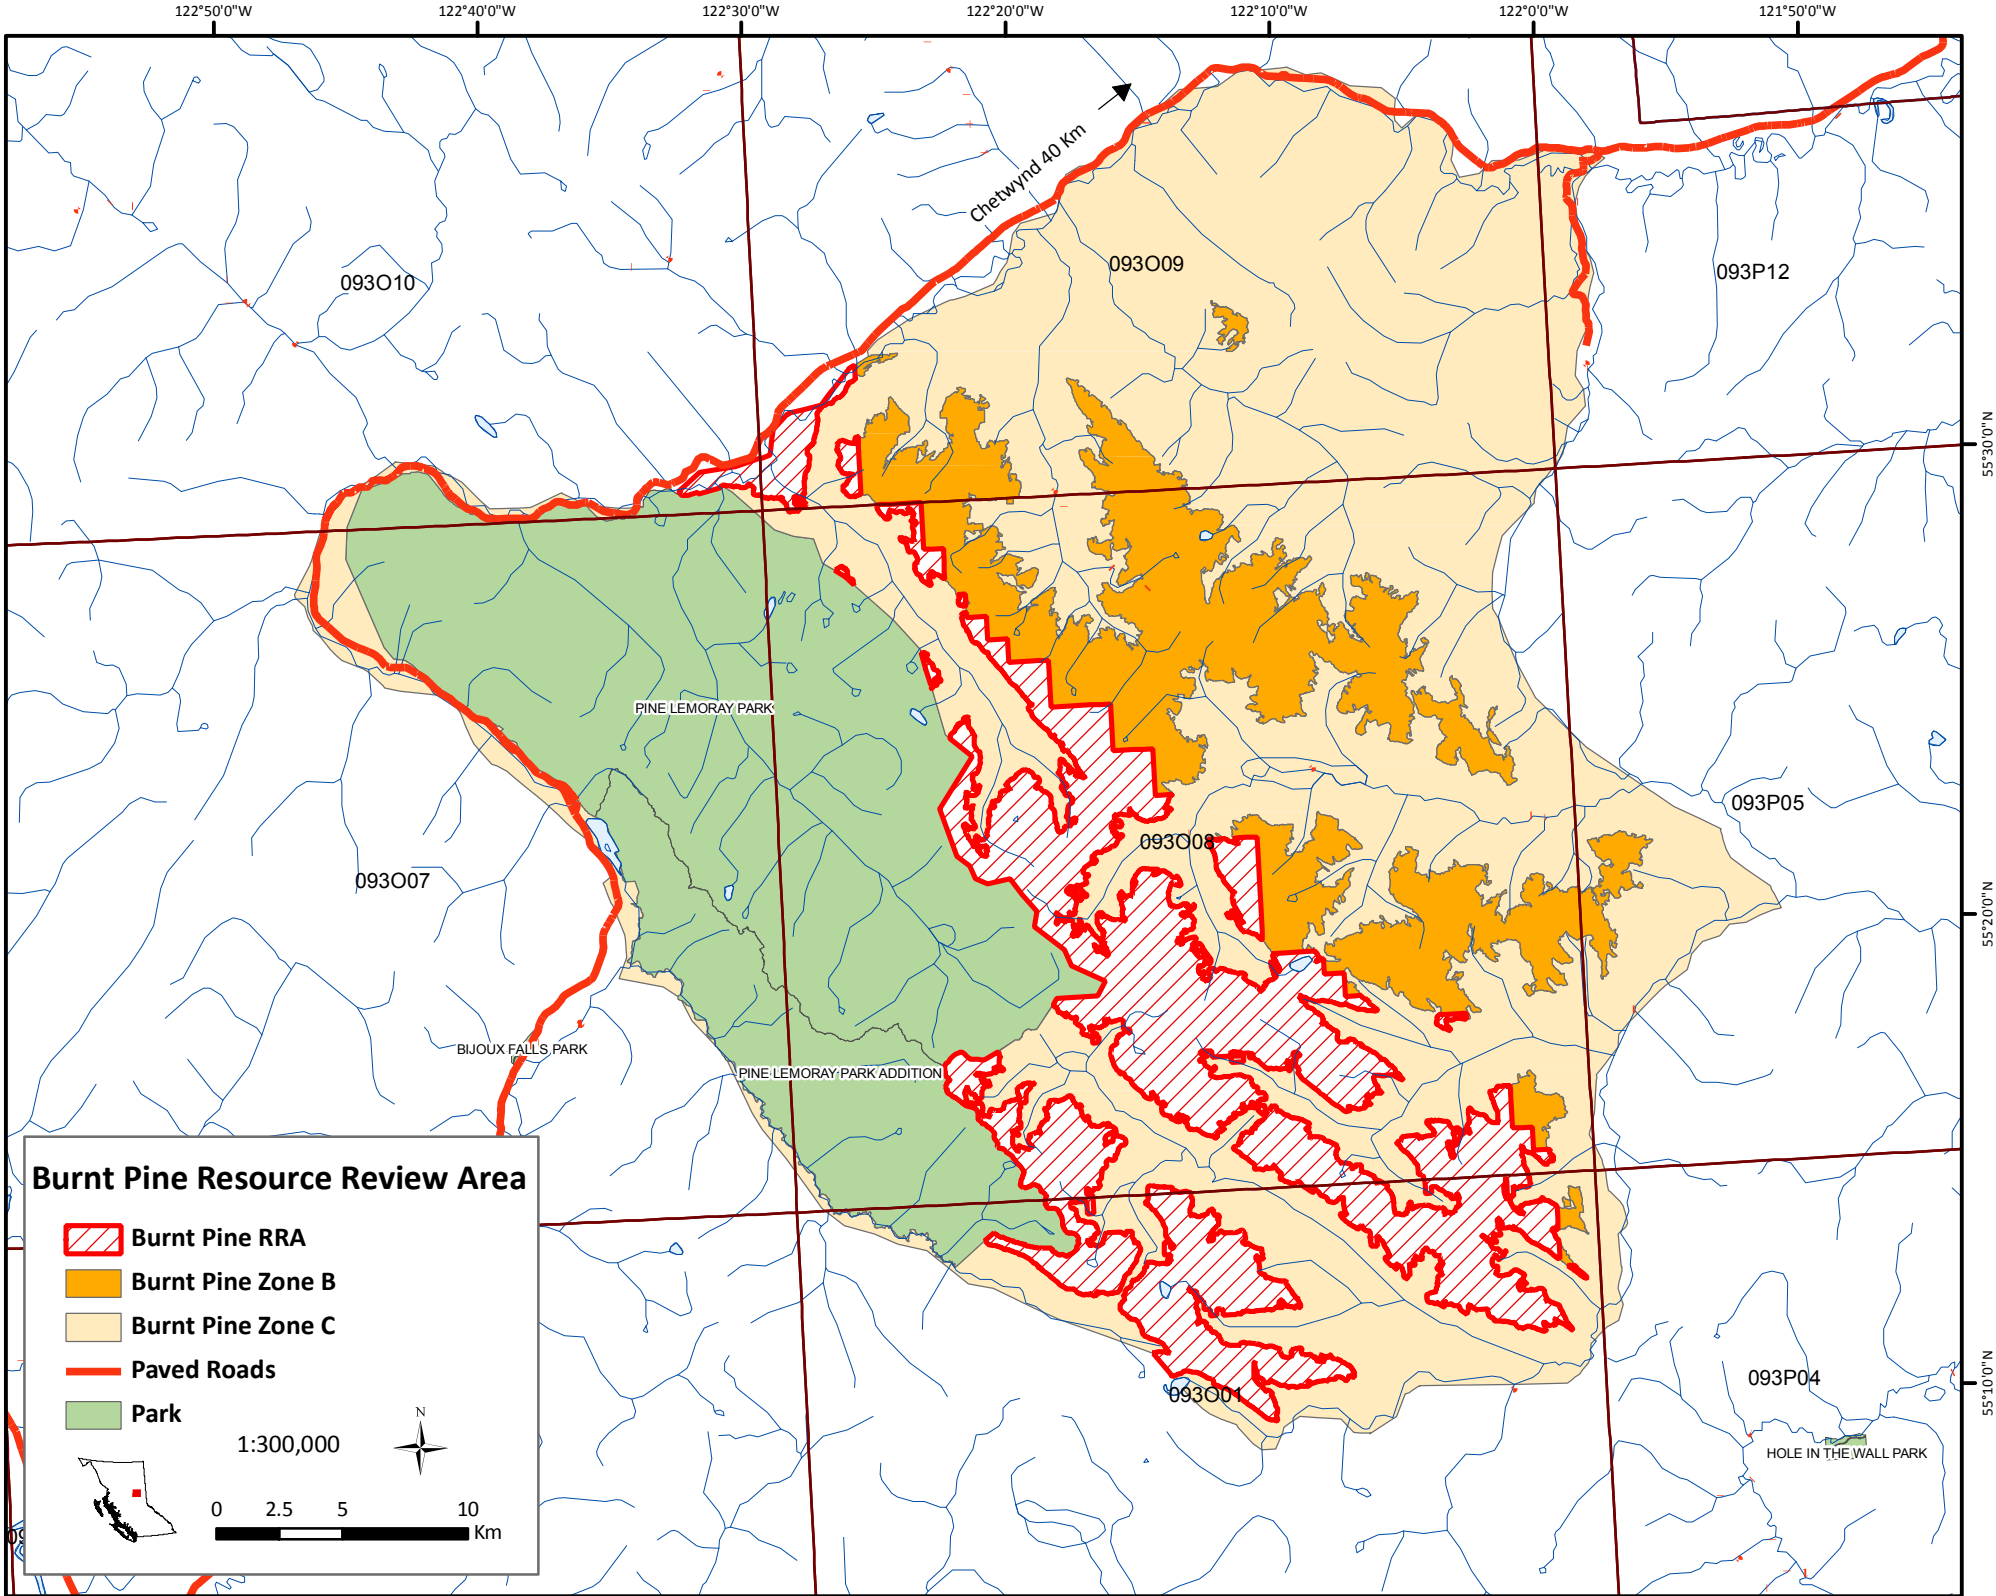 122°50'0"W 122°40'0"W 122°30'0"W 122°20'0"W 122°10'0"W 122°0'0"W 121°50'0"W
Chetwynd 40 Km
093O10
093O09
093P12
55°30'0"N
PINE LEMORAY PARK
093P05
093O08
093O07
55°20'0"N
BIJOUX FALLS PARK
PINE LEMORAY PARK ADDITION
Burnt Pine Resource Review Area
Burnt Pine RRA
Burnt Pine Zone B
Burnt Pine Zone C
Paved Roads
Park
1:300,000
N
0 2.5 5 10
Km
093O01
093P04
55°10'0"N
HOLE IN THE WALL PARK